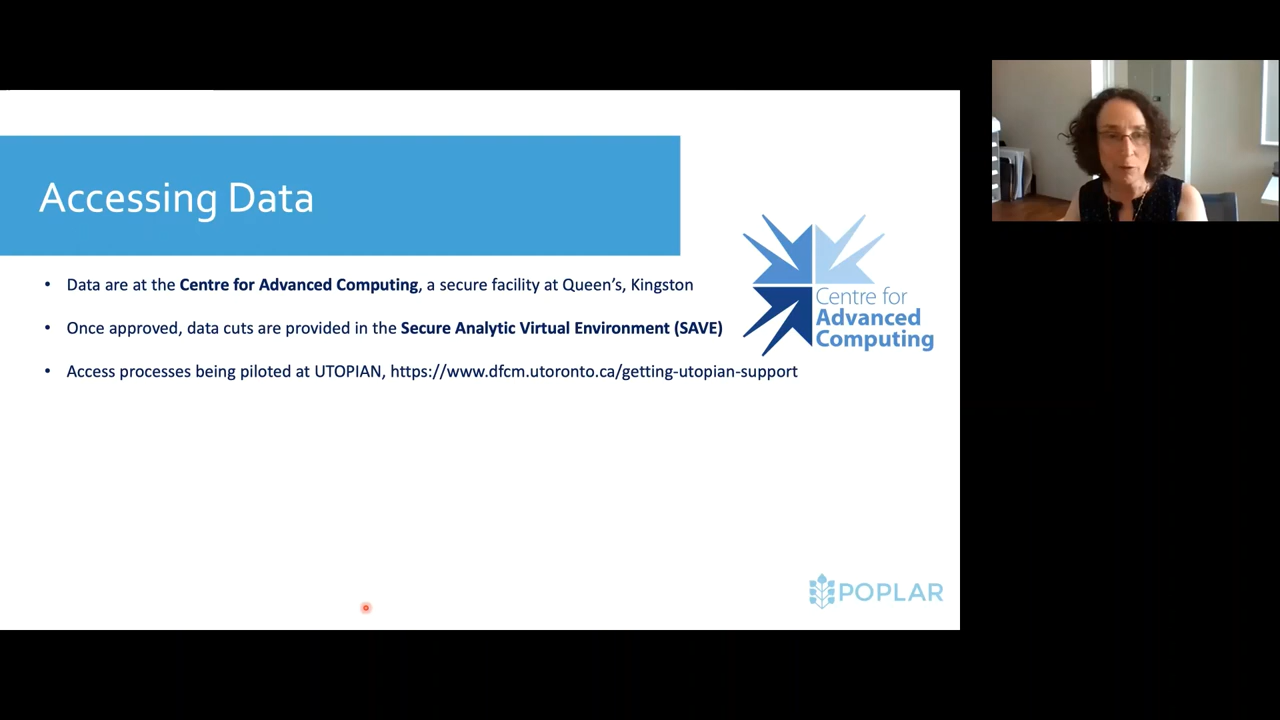 Accessing Data
• Data are at the Centre for Advanced Computing, a secure facility at Queen’s, Kingston
• Once approved, data cuts are provided in the Secure Analytic Virtual Environment (SAVE)
• Access processes being piloted at UTOPIAN, https://www.dfcm.utoronto.ca/getting-utopian-support
Centre for
Advanced
Computing
POPLAR